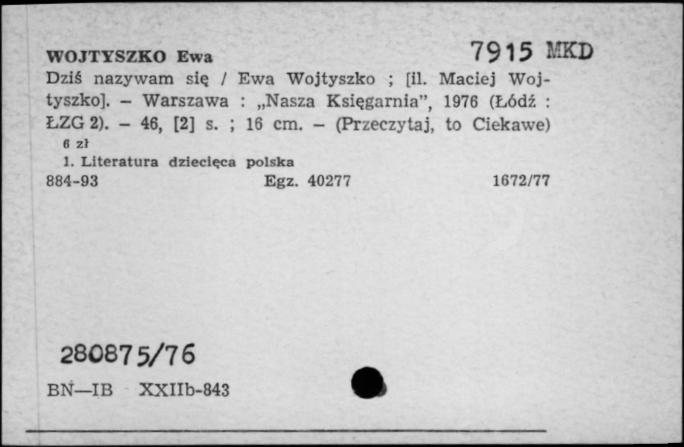 7915 MKD
WOJTYSZKO Ewa
Dziś nazywam się / Ewa Wojtyszko ; [il. Maciej Woj-
tyszko]. — Warszawa : „Nasza Księgarnia”, 1976 (Łódź :
ŁZG 2). — 46, [2] s. ; 16 cm. — (Przeczytaj, to Ciekawe)
6 zł
1. Literatura dziecięca polska
884-93 Egz. 40277 1672/77
280875/76
BN—IB XXIIb-843